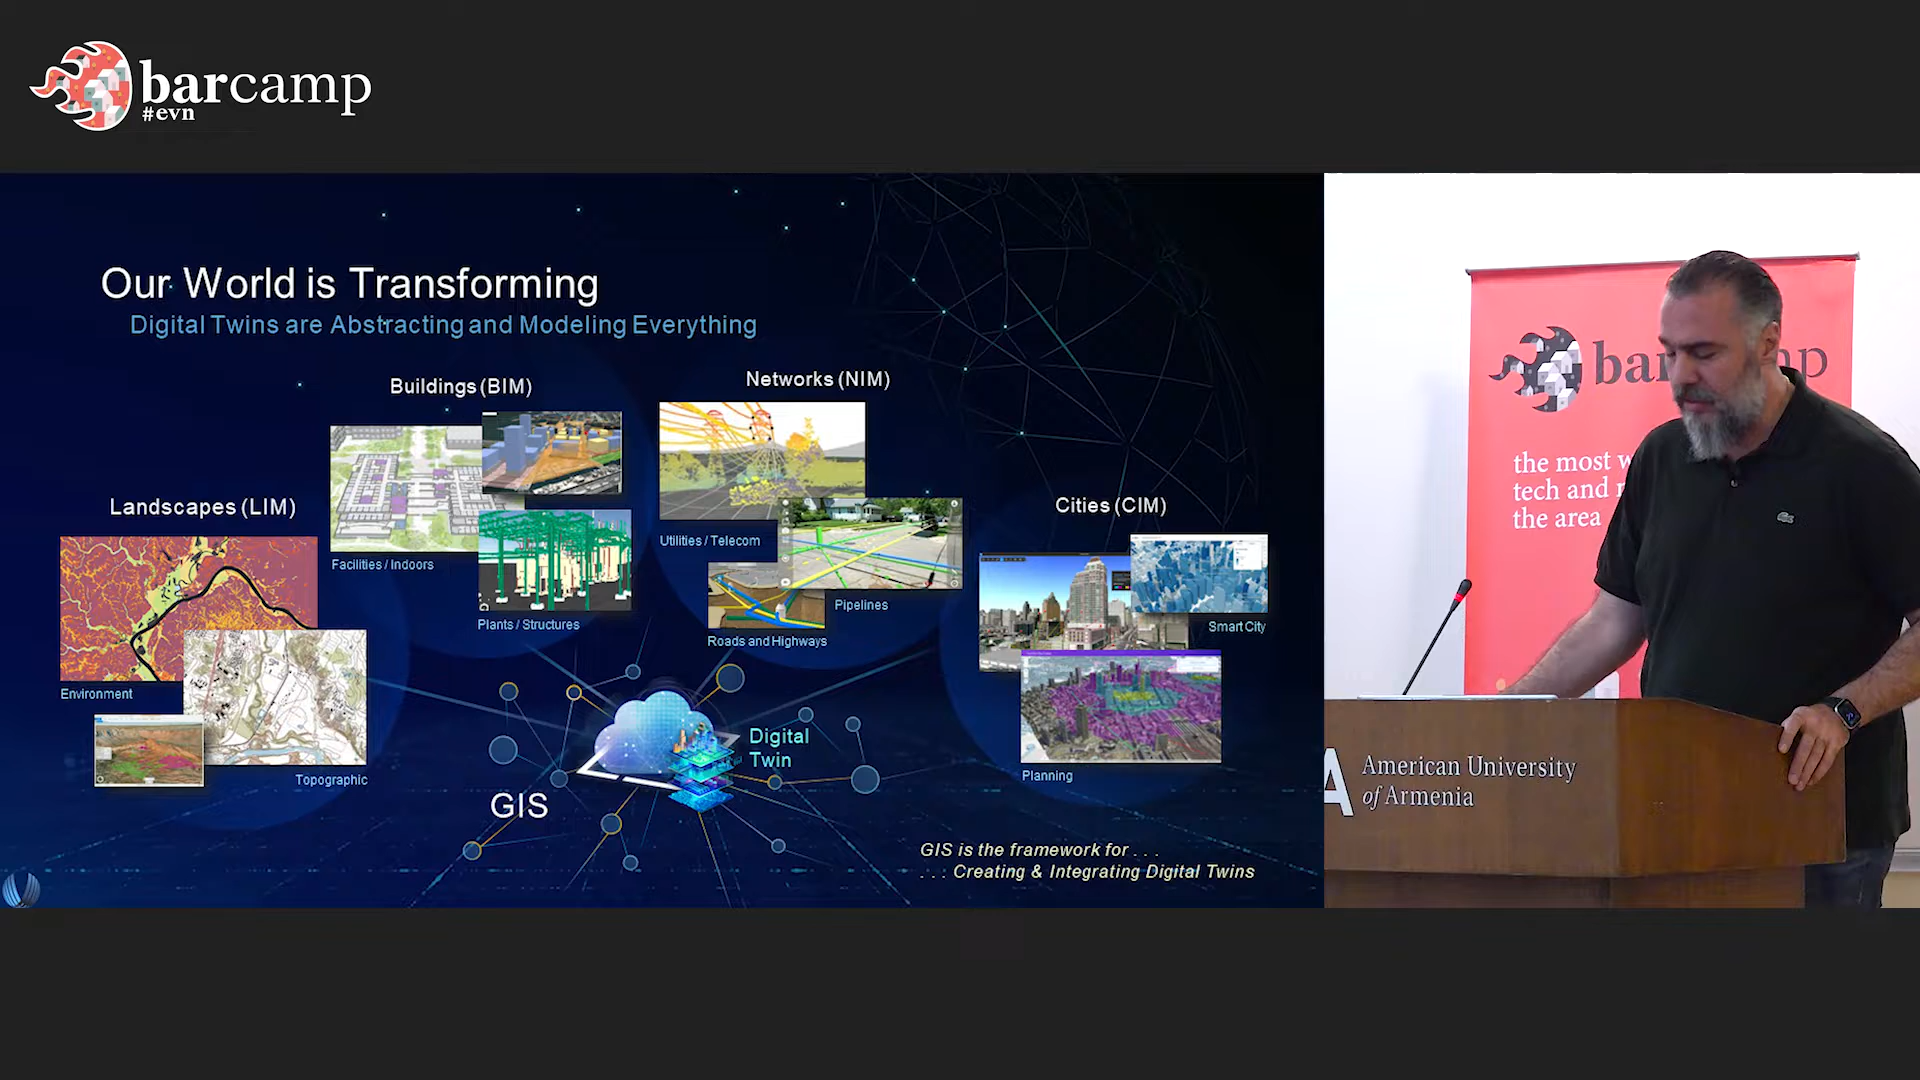 barcamp
#evn
Our World is Transforming
Digital Twins are Abstracting and Modeling Everything
Buildings (BIM)
Networks (NIM)
Landscapes (LIM)
Cities (CIM)
Facilities / Indoors
Utilities / Telecom
Plants / Structures
Pipelines
Roads and Highways
Smart City
Environment
Topographic
Planning
Digital
Twin
GIS
GIS is the framework for . . .
. . . Creating & Integrating Digital Twins
the most
tech and
the area
A
American University
of Armenia